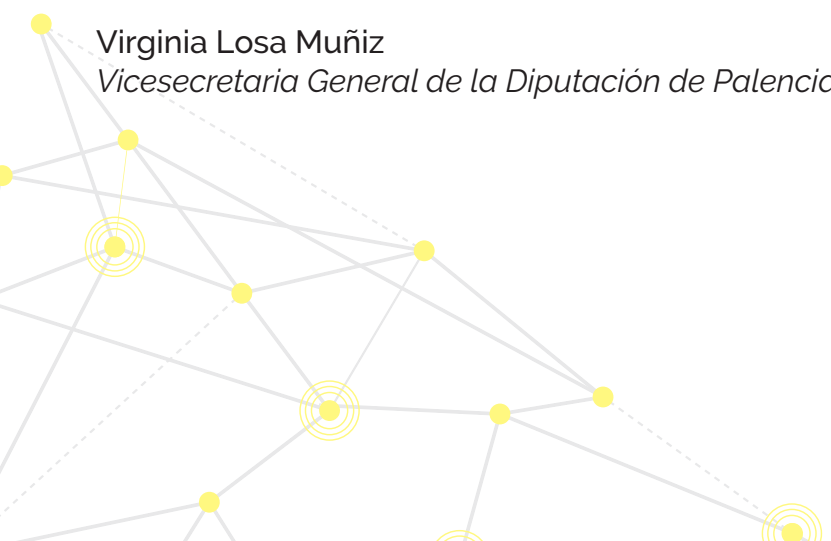 Virginia Losa Muñiz
Vicesecretaria General de la Diputación de Palencia